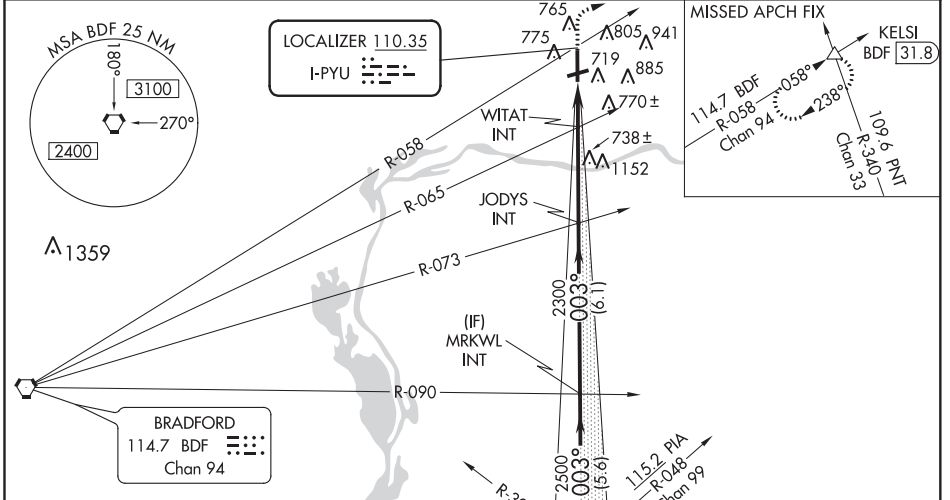 MSA BDF 25 NM
180°
3100
270°
2400
1359
LOCALIZER 110.35
I-PYU
765
775
805
941
719
885
770 ±
WITAT
INT
738 ±
1152
R-058
R-065
JODYS
INT
R-073
2300
003°
(6.1)
(IF)
MRKWL
INT
R-090
BRADFORD
114.7 BDF
Chan 94
2500
003°
(5.6)
115.2 PIA
R-048
MISSED APCH FIX
KELSI
BDF 31.8
058°
238°
114.7 BDF
R-058
Chan 94
109.6 PNT
R-340
Chan 33